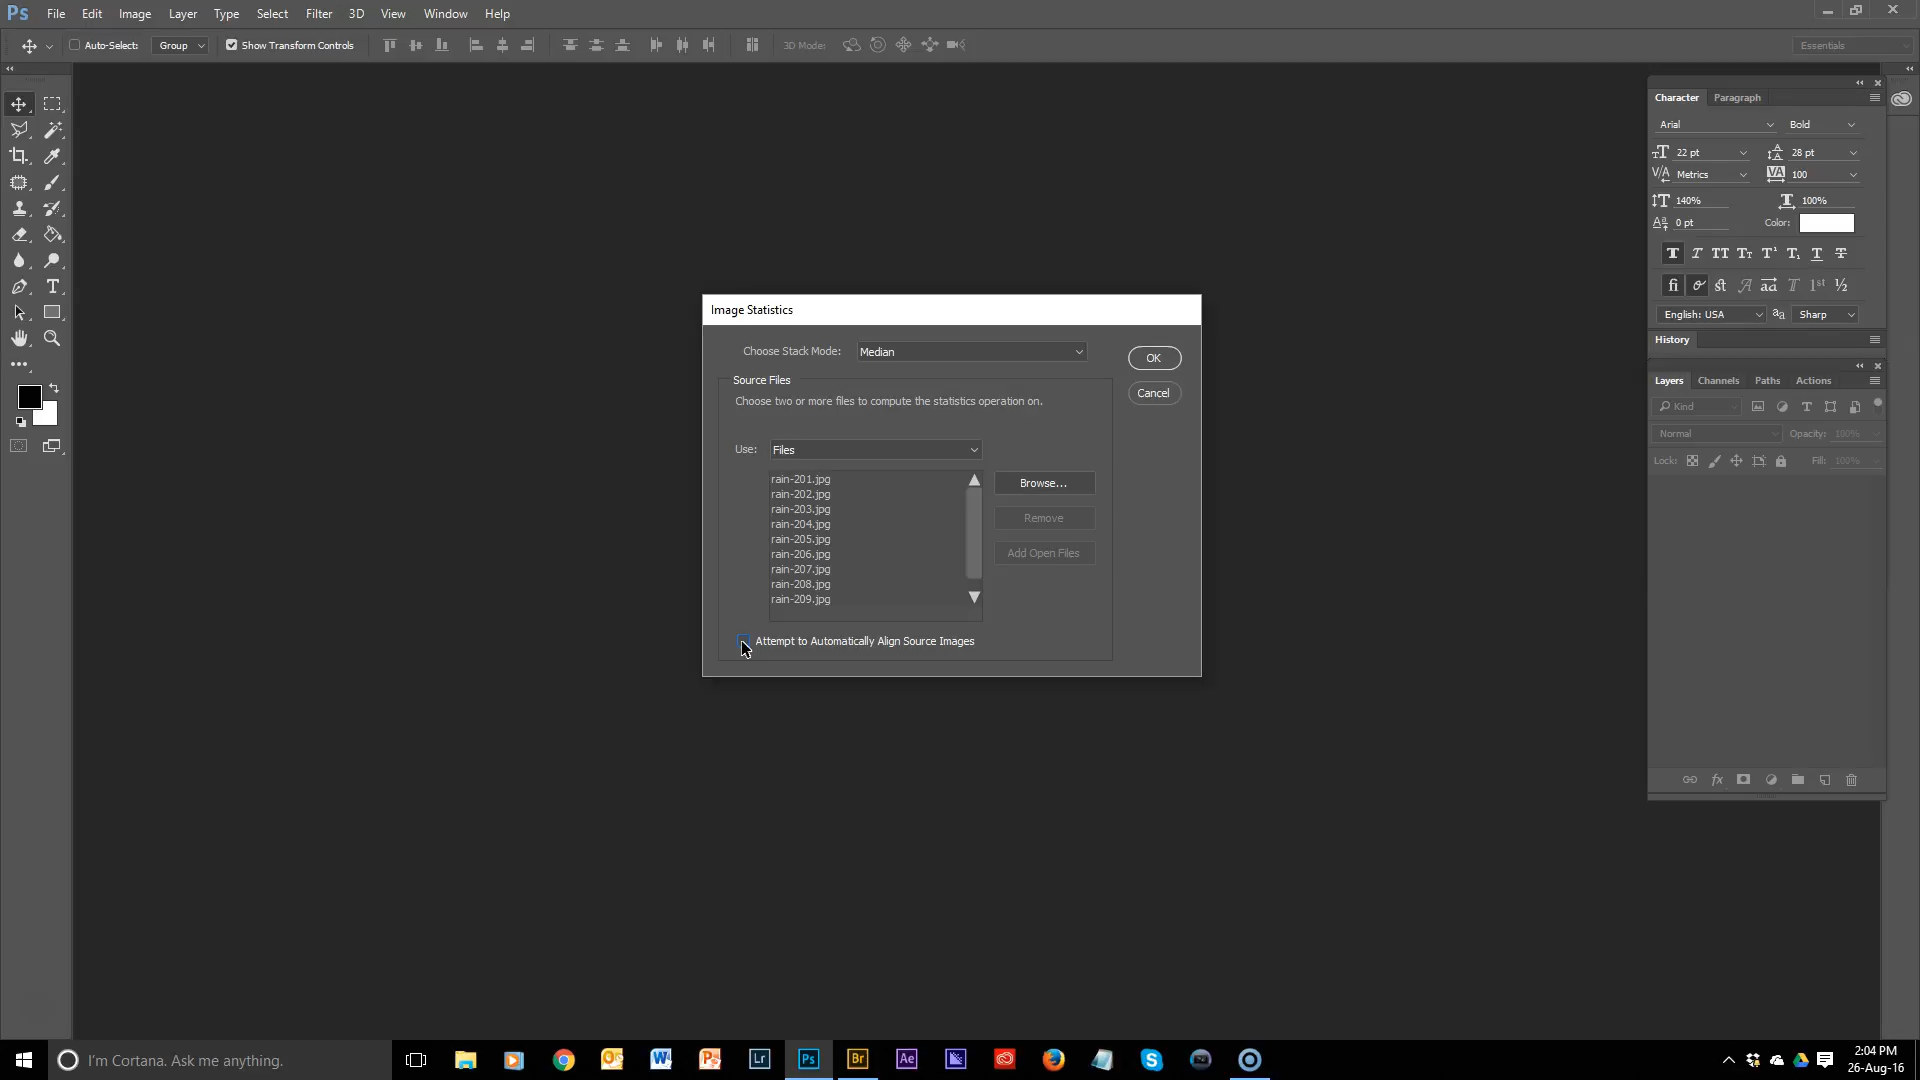 Ps File Edit Image Layer Type Select Filter 3D View Window Help
Auto-Select: Group Show Transform Controls 3D Mode: Essentials
Character Paragraph
Arial Bold
22 pt 28 pt
Metrics 100
140% 100%
0 pt Color:
English: USA Sharp
History
Layers Channels Paths Actions
Kind
Normal Opacity: 100%
Lock: Fill: 100%
Image Statistics
Choose Stack Mode: Median
OK
Cancel
Source Files
Choose two or more files to compute the statistics operation on.
Use: Files
rain-201.jpg
rain-202.jpg
rain-203.jpg
rain-204.jpg
rain-205.jpg
rain-206.jpg
rain-207.jpg
rain-208.jpg
rain-209.jpg
Browse...
Remove
Add Open Files
Attempt to Automatically Align Source Images
I'm Cortana. Ask me anything.
Lr Ps Br Ae
2:04 PM
26-Aug-16